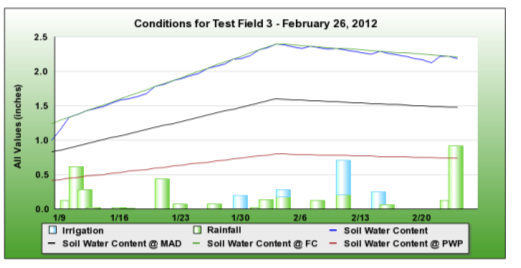 Conditions for Test Field 3 - February 26, 2012
All Values (inches)
2.5
2.0
1.5
1.0
0.5
0.0
1/9 1/16 1/23 1/30 2/6 2/13 2/20
Irrigation Rainfall Soil Water Content
Soil Water Content @ MAD Soil Water Content @ FC Soil Water Content @ PWP